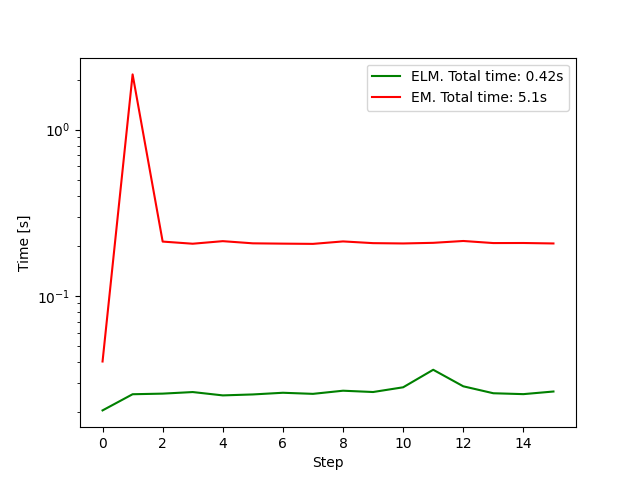 ELM. Total time: 0.42s
EM. Total time: 5.1s
10⁰
10⁻¹
Time [s]
0 2 4 6 8 10 12 14
Step